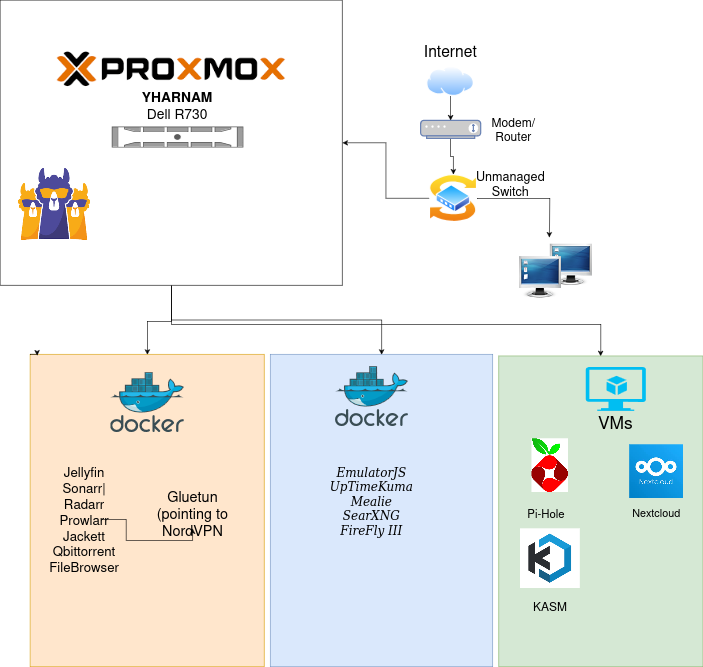 PROXMOX
YHARNAM
Dell R730
Internet
Modem/
Router
Unmanaged
Switch
docker
Jellyfin
Sonarr|
Radarr
Prowlarr
Jackett
Qbittorrent
FileBrowser
Gluetun
(pointing to
NordVPN
docker
EmulatorJS
UpTimeKuma
Mealie
SearXNG
FireFly III
VMs
Pi-Hole
Nextcloud
Nextcloud
KASM